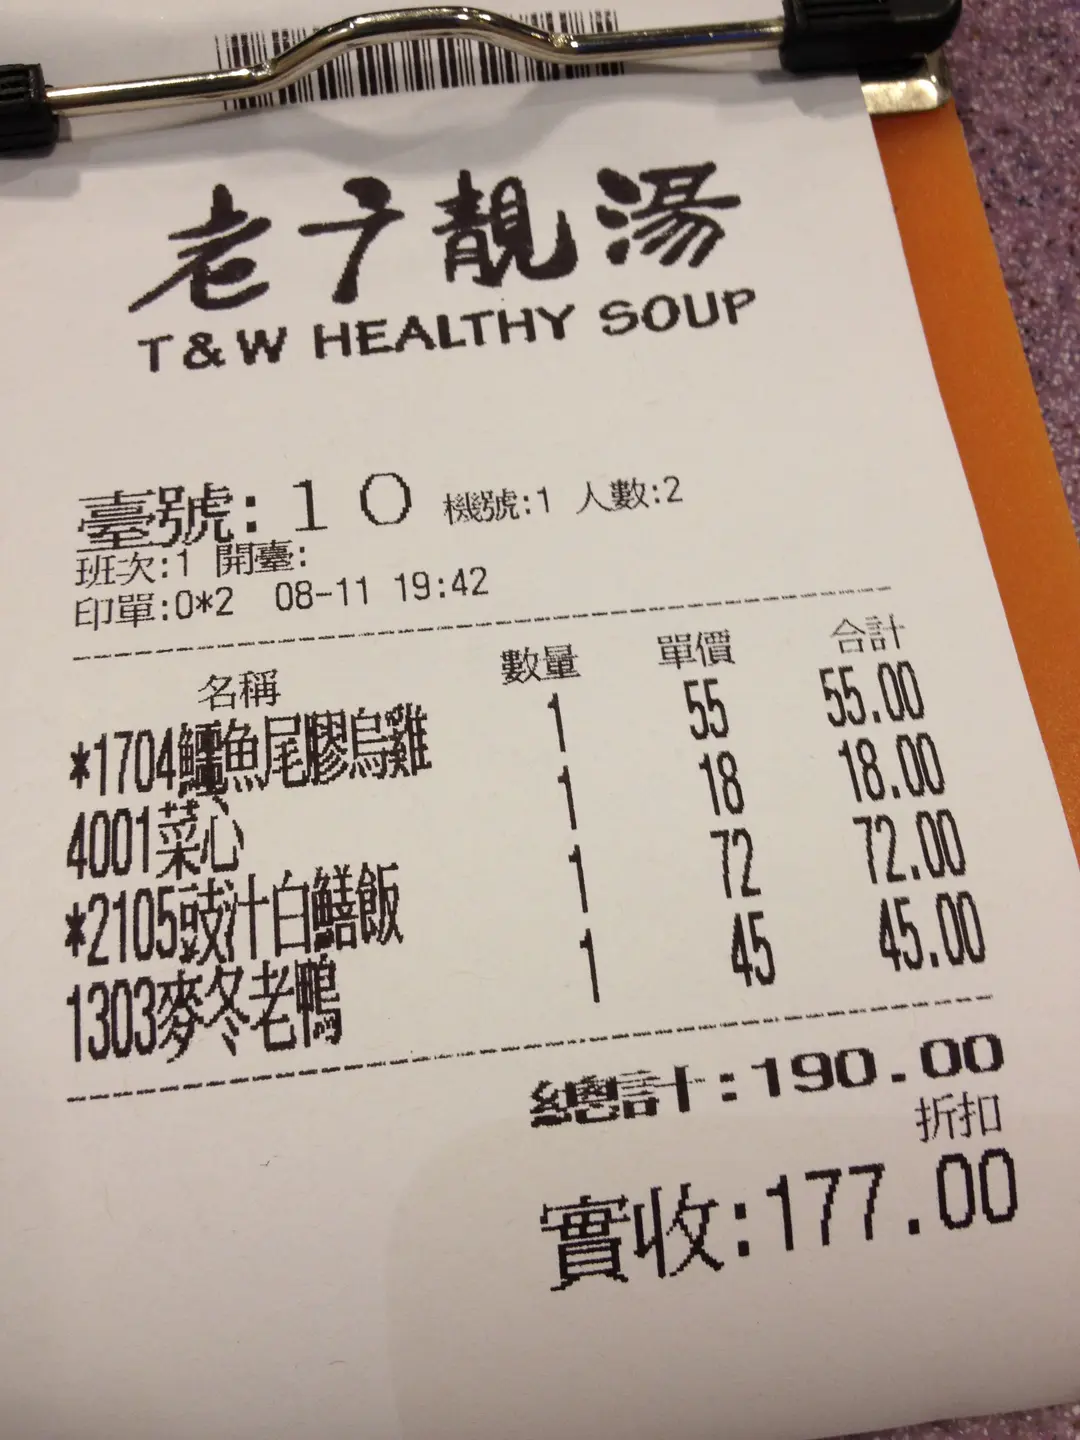 老子靚湯
T&W HEALTHY SOUP
臺號:10 機號:1 人數:2
班次:1 開臺:
印單:0*2 08-11 19:42
名稱 數量 單價 合計
*1704鱷魚尾膠烏雞 1 55 55.00
4001菜心 1 18 18.00
*2105豉汁白鱔飯 1 72 72.00
1303麥冬老鴨 1 45 45.00
總計:190.00
折扣
實收:177.00